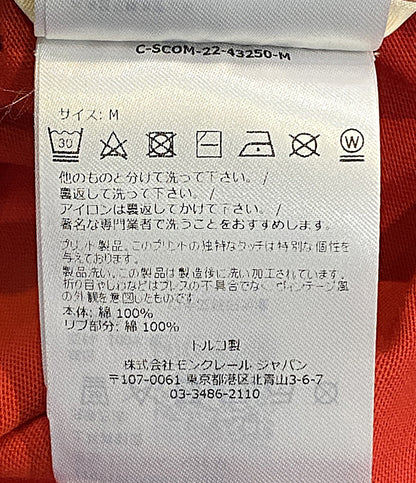 C-SCOM-22-43250-M
サイズ: M
30
W
他のものと分けて洗って下さい。/
裏返して洗って下さい。/
アイロンは裏返してかけて下さい。/
著名な専門業者で洗うことをおすすめします。
プリント製品。このプリントの独特なタッチは特別な個性を
与えております。
製品洗い。この製品は製造後に洗い加工されています。
折り目やしわなどはプレスの不具合でなく ヴィンテージ風
の外観を意図したものです。
本体: 綿 100%
リブ部分: 綿 100%
トルコ製
株式会社モンクレール ジャパン
〒107-0061 東京都港区北青山3-6-7
03-3486-2110